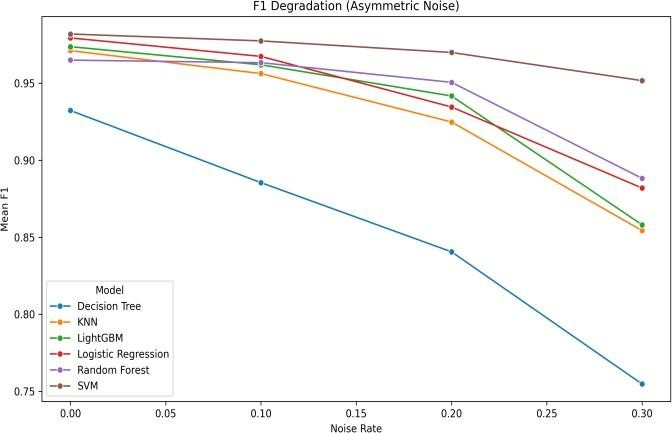 F1 Degradation (Asymmetric Noise)
Mean F1
0.95
0.90
0.85
0.80
0.75
Model
Decision Tree
KNN
LightGBM
Logistic Regression
Random Forest
SVM
0.00 0.05 0.10 0.15 0.20 0.25 0.30
Noise Rate